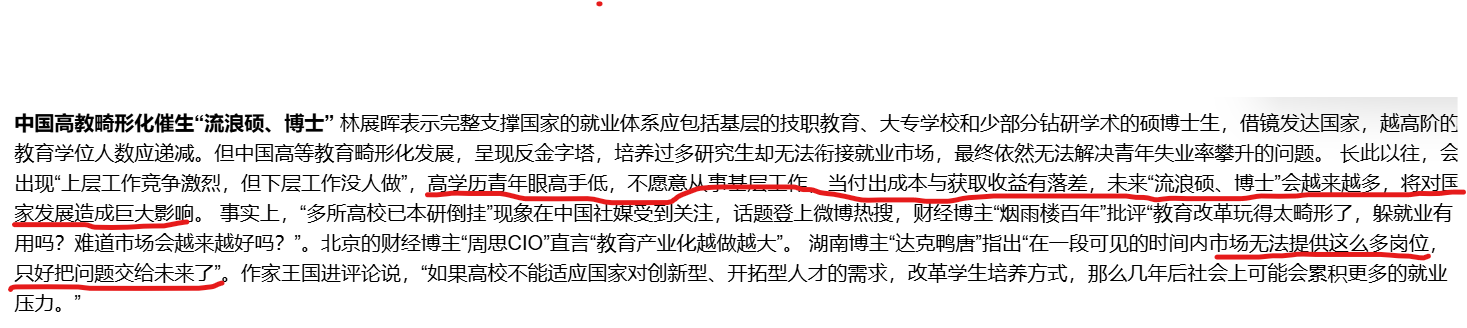 中国高教畸形化催生“流浪硕、博士” 林展晖表示完整支撑国家的就业体系应包括基层的技职教育、大专学校和少部分钻研学术的硕博士生，借镜发达国家，越高阶的
教育学位人数应递减。但中国高等教育畸形化发展，呈现反金字塔，培养过多研究生却无法衔接就业市场，最终依然无法解决青年失业率攀升的问题。 长此以往，会
出现“上层工作竞争激烈，但下层工作没人做”，高学历青年眼高手低，不愿意从事基层工作，当付出成本与获取收益有落差，未来“流浪硕、博士”会越来越多，将对国
家发展造成巨大影响。 事实上，“多所高校已本研倒挂”现象在中国社媒受到关注，话题登上微博热搜，财经博主“烟雨楼百年”批评“教育改革玩得太畸形了，躲就业有
用吗？难道市场会越来越好吗？”。北京的财经博主“周思CIO”直言“教育产业化越做越大”。 湖南博主“达克鸭唐”指出“在一段可见的时间内市场无法提供这么多岗位，
只好把问题交给未来了”。作家王国进评论说，“如果高校不能适应国家对创新型、开拓型人才的需求，改革学生培养方式，那么几年后社会上可能会累积更多的就业
压力。”